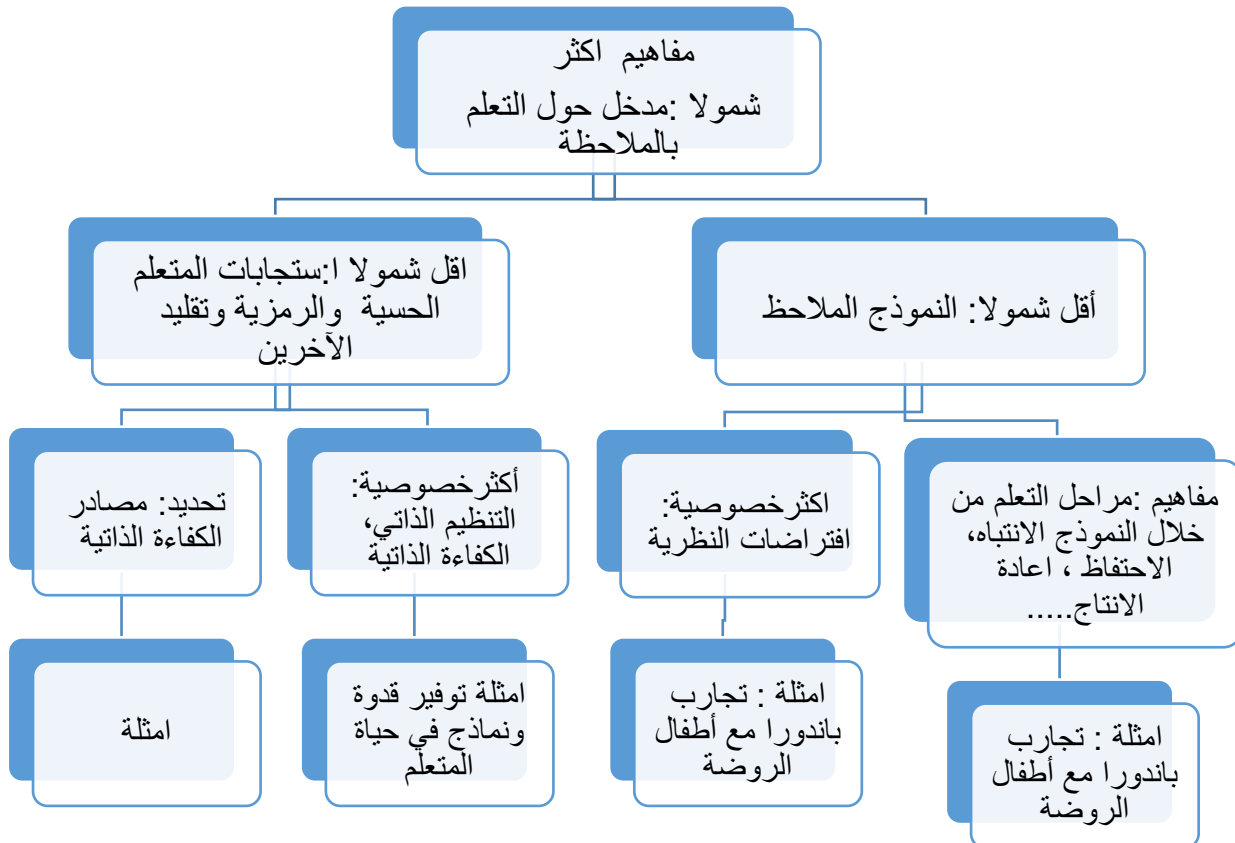 مفاهيم اكثر
شمولا :مدخل حول التعلم
بالملاحظة
أقل شمولا: النموذج الملاحظ
اقل شمولا ا:ستجابات المتعلم
الحسية والرمزية وتقليد
الآخرين
مفاهيم :مراحل التعلم من
خلال النموذج الانتباه،
الاحتفاظ ، اعادة
الانتاج.....
اكثرخصوصية:
افتراضات النظرية
أكثرخصوصية:
التنظيم الذاتي،
الكفاءة الذاتية
تحديد: مصادر
الكفاءة الذاتية
امثلة : تجارب
باندورا مع أطفال
الروضة
امثلة : تجارب
باندورا مع أطفال
الروضة
امثلة توفير قدوة
ونماذج في حياة
المتعلم
امثلة